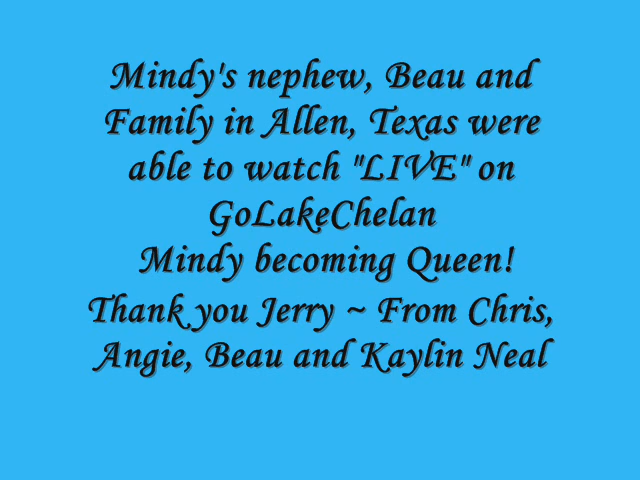 Mindy's nephew, Beau and
Family in Allen, Texas were
able to watch "LIVE" on
GoLakeChelan
Mindy becoming Queen!
Thank you Jerry ~ From Chris,
Angie, Beau and Kaylin Neal